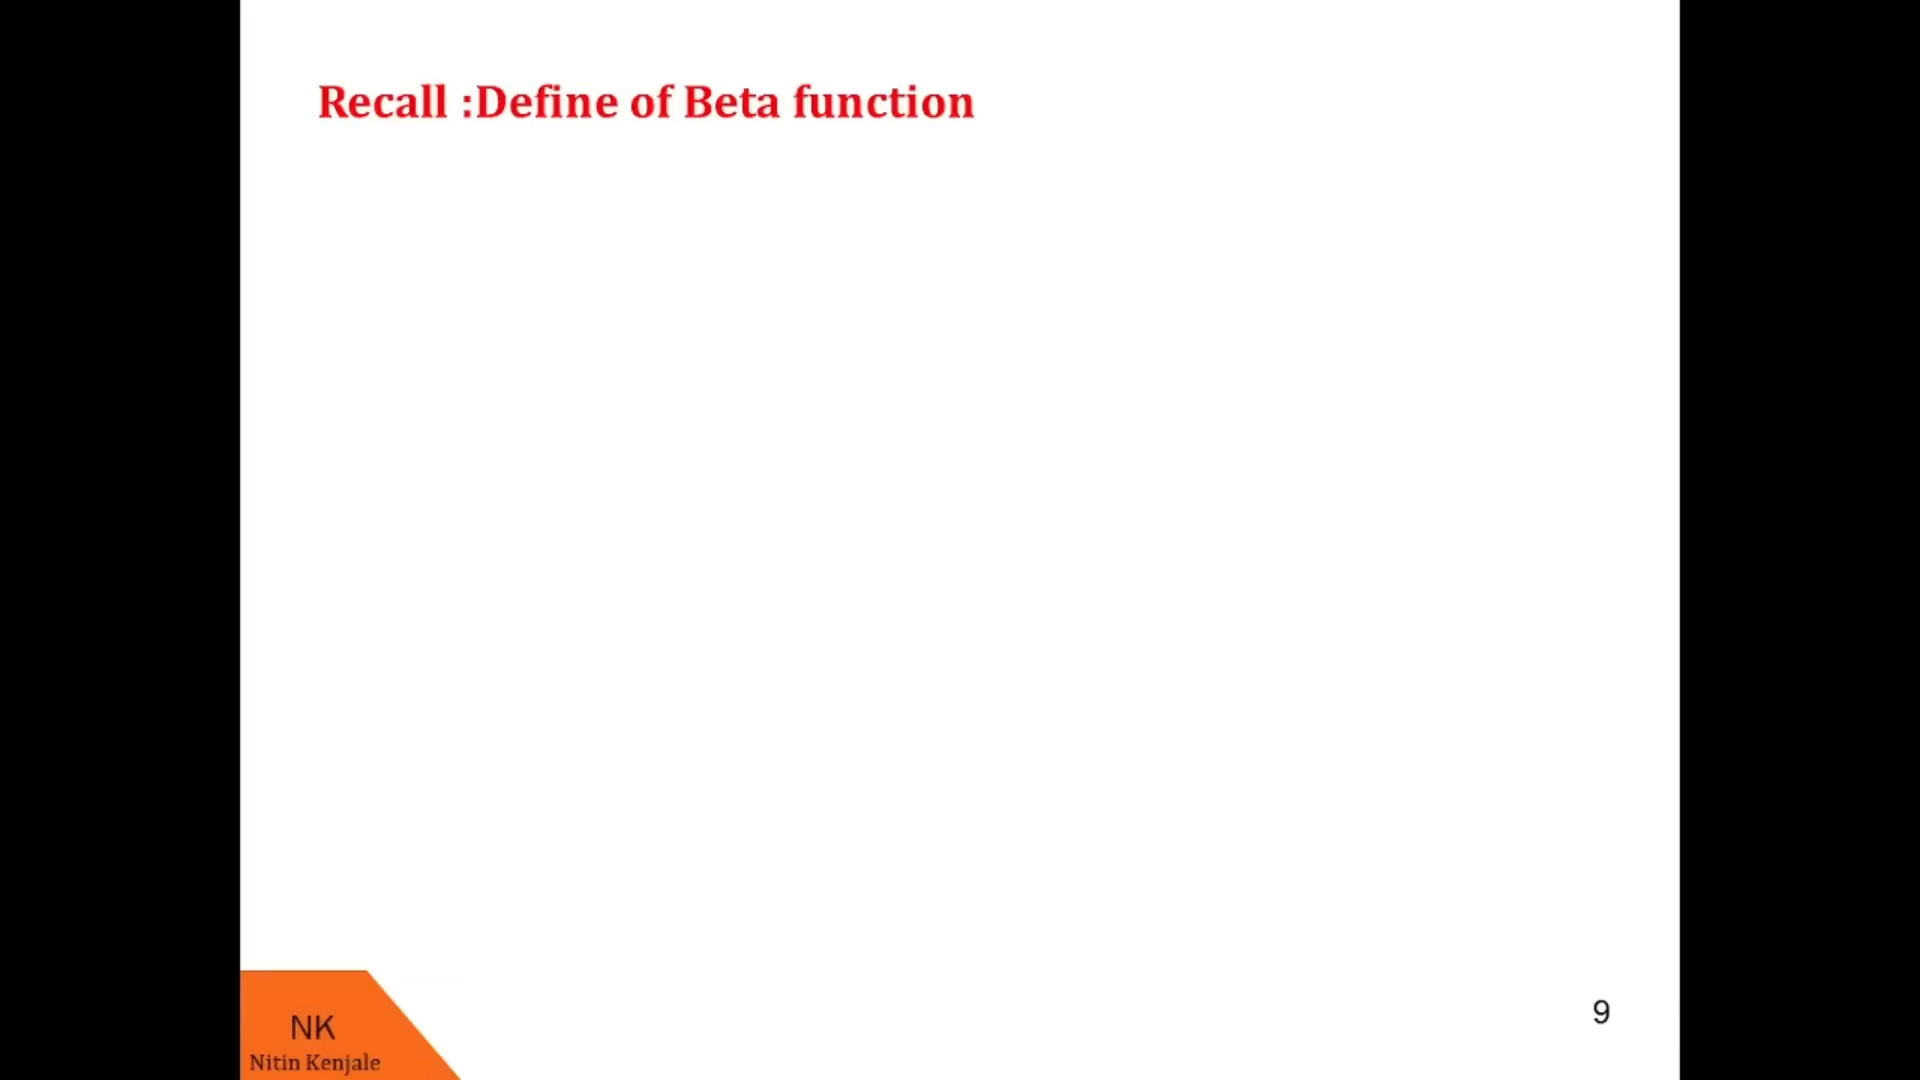 Recall :Define of Beta function
NK
Nitin Kenjale
9